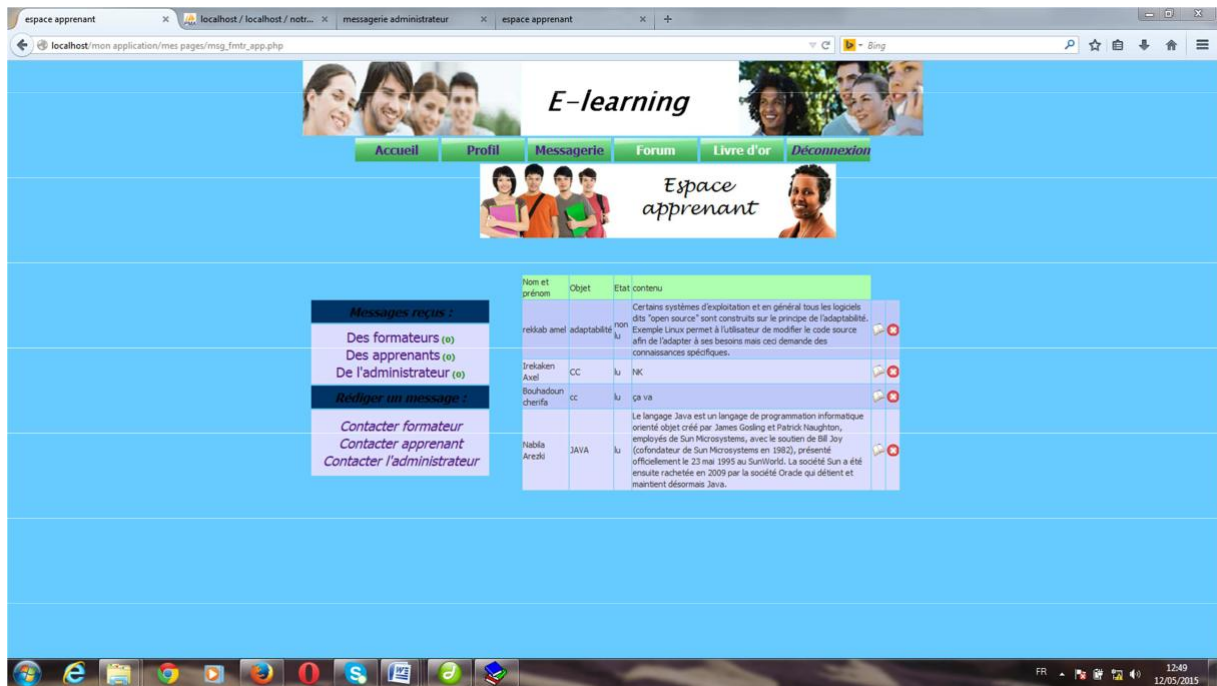 espace apprenant
localhost / localhost / notr...
messagerie administrateur
espace apprenant
localhost/mon application/mes pages/msg_fmtr_app.php
Bing
E-learning
Accueil Profil Messagerie Forum Livre d'or Déconnexion
Espace
apprenant
Messages reçus :
Des formateurs (0)
Des apprenants (0)
De l'administrateur (0)
Rédiger un message :
Contacter formateur
Contacter apprenant
Contacter l'administrateur
Nom et
prénom
Objet
Etat
contenu
rekkab amel
adaptabilité
non
lu
Certains systèmes d'exploitation et en général tous les logiciels
dits "open source" sont construits sur le principe de l'adaptabilité.
Exemple Linux permet à l'utilisateur de modifier le code source
afin de l'adapter à ses besoins mais ceci demande des
connaissances spécifiques.
Irekaken
Axel
CC
lu
NK
Bouhadoun
cherifa
cc
lu
ça va
Nabila
Arezki
JAVA
lu
Le langage Java est un langage de programmation informatique
orienté objet créé par James Gosling et Patrick Naughton,
employés de Sun Microsystems, avec le soutien de Bill Joy
(cofondateur de Sun Microsystems en 1982), présenté
officiellement le 23 mai 1995 au SunWorld. La société Sun a été
ensuite rachetée en 2009 par la société Oracle qui détient et
maintient désormais Java.
FR
12:49
12/05/2015